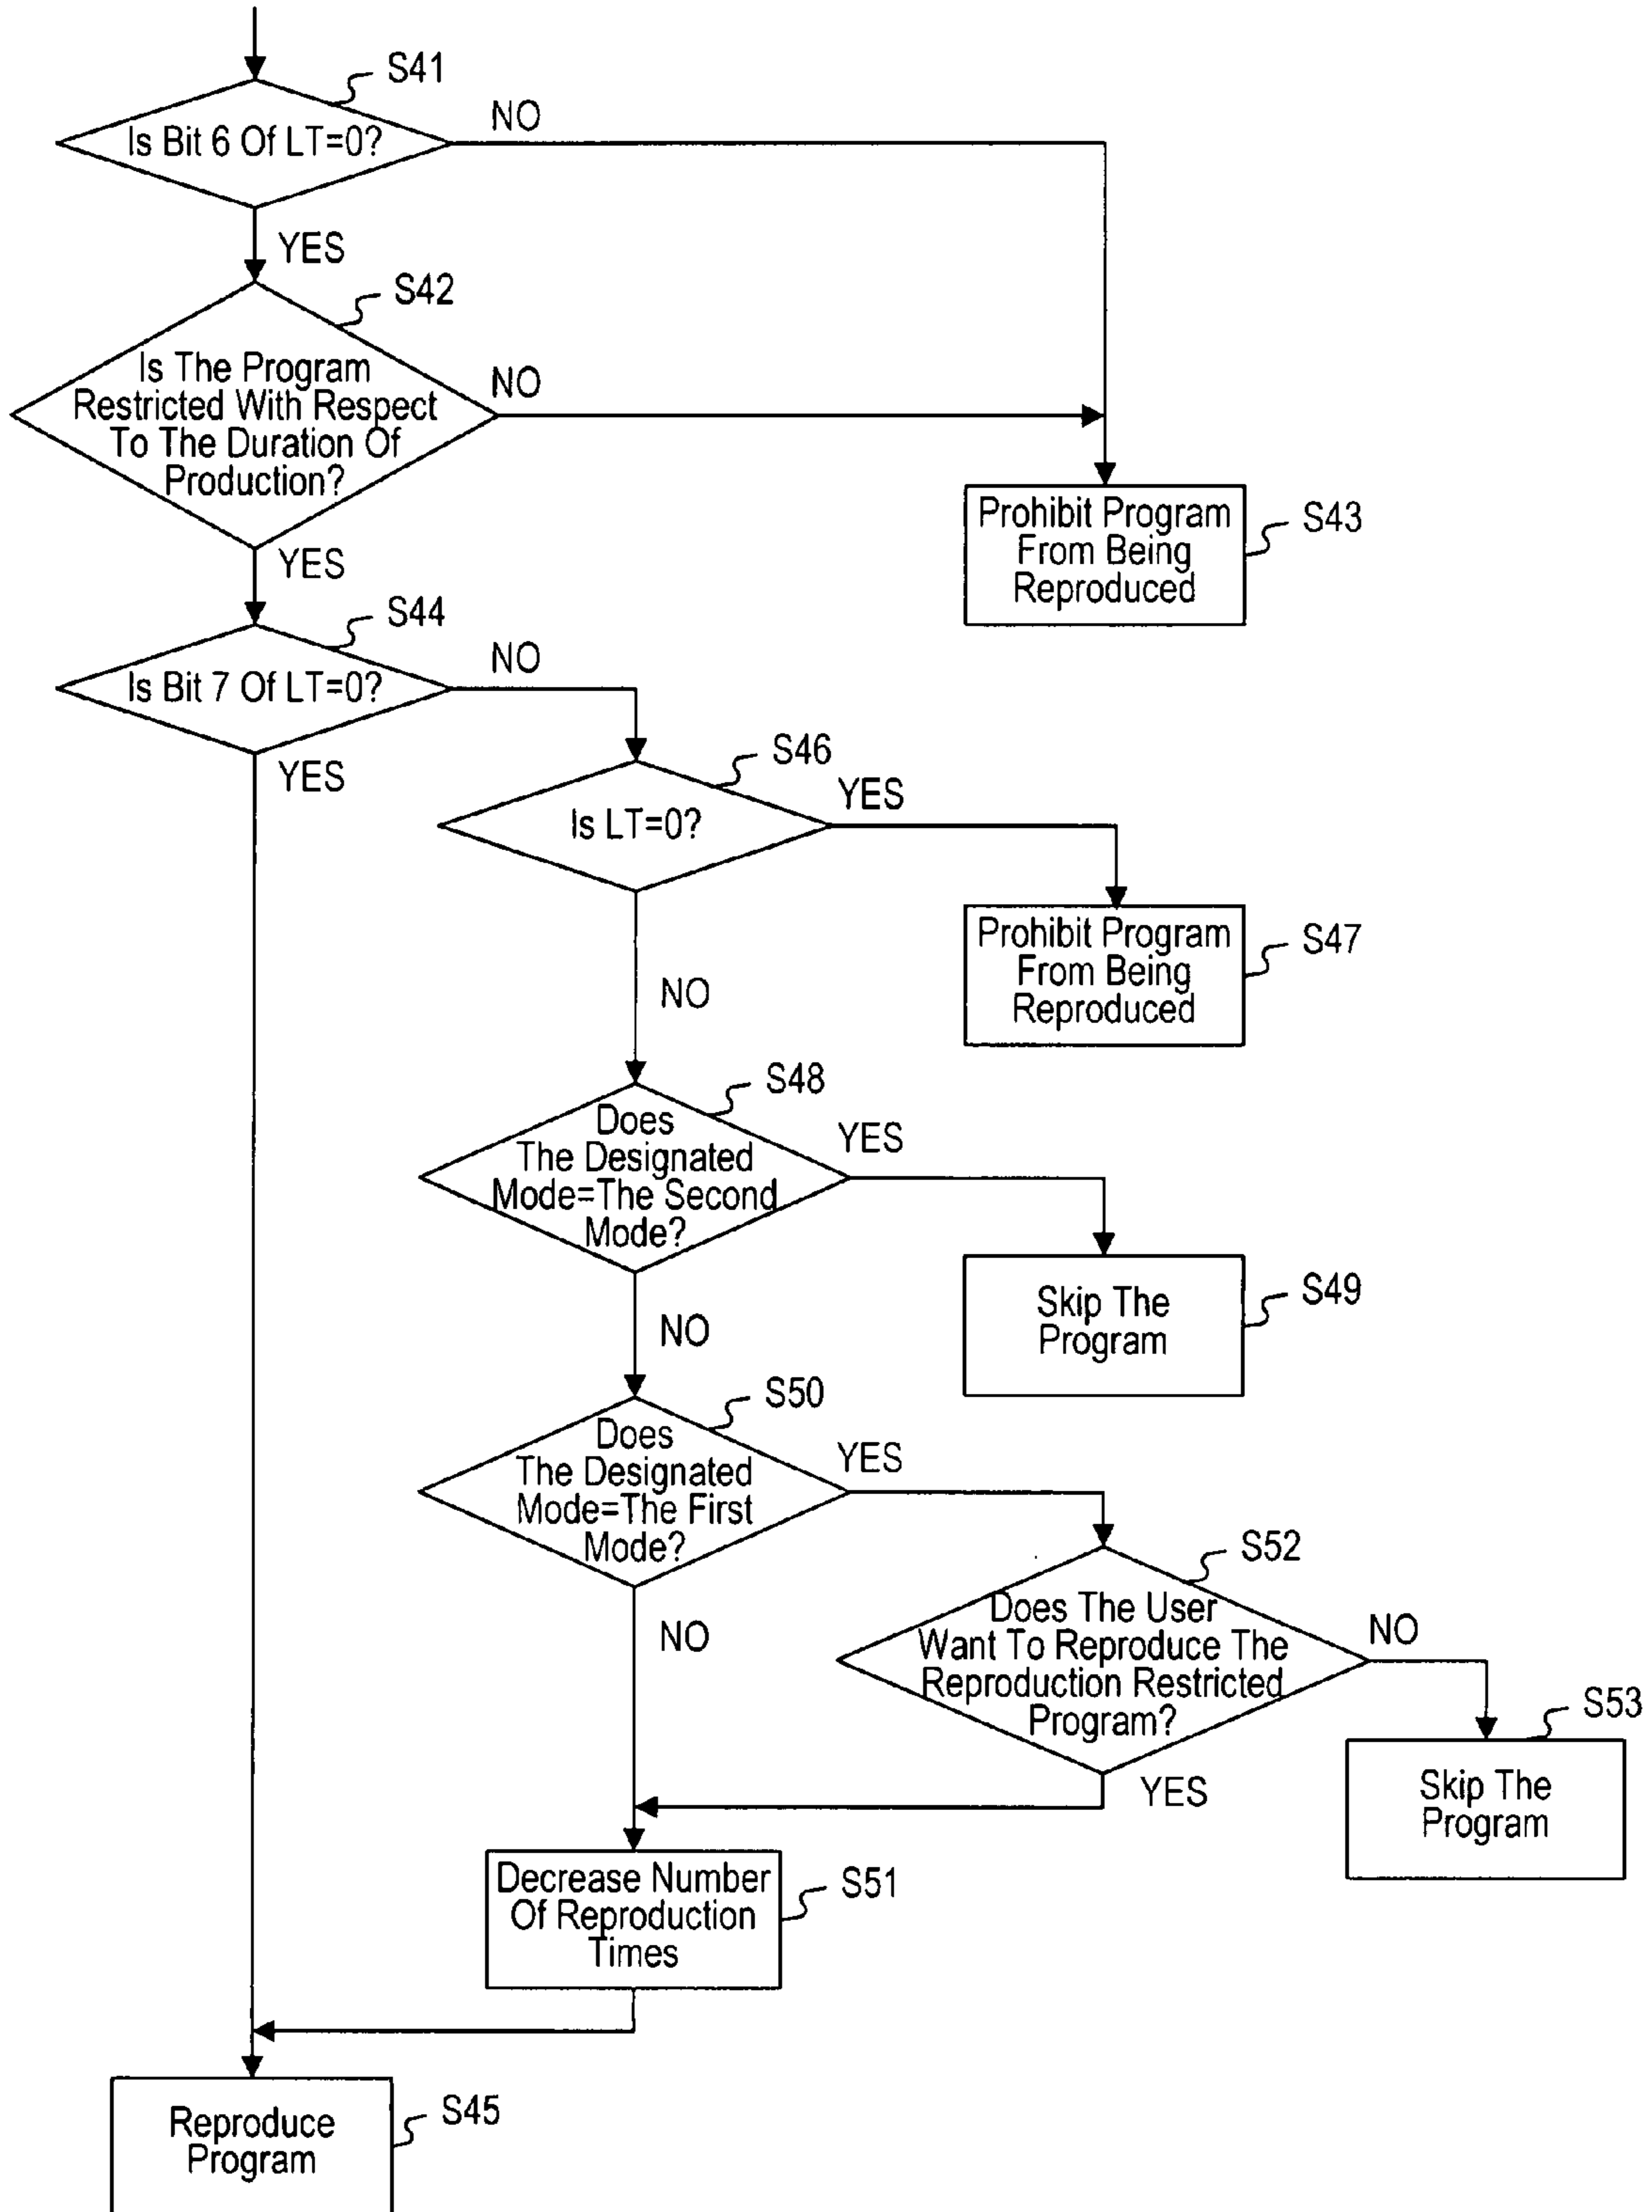 S41
Is Bit 6 Of LT=0?
NO
YES
S42
Is The Program
Restricted With Respect
To The Duration Of
Production?
NO
YES
Prohibit Program
From Being
Reproduced
S43
S44
Is Bit 7 Of LT=0?
NO
YES
S46
Is LT=0?
YES
NO
Prohibit Program
From Being
Reproduced
S47
S48
Does
The Designated
Mode=The Second
Mode?
YES
NO
Skip The
Program
S49
S50
Does
The Designated
Mode=The First
Mode?
YES
NO
S52
Does The User
Want To Reproduce The
Reproduction Restricted
Program?
NO
YES
S53
Skip The
Program
Decrease Number
Of Reproduction
Times
S51
Reproduce
Program
S45